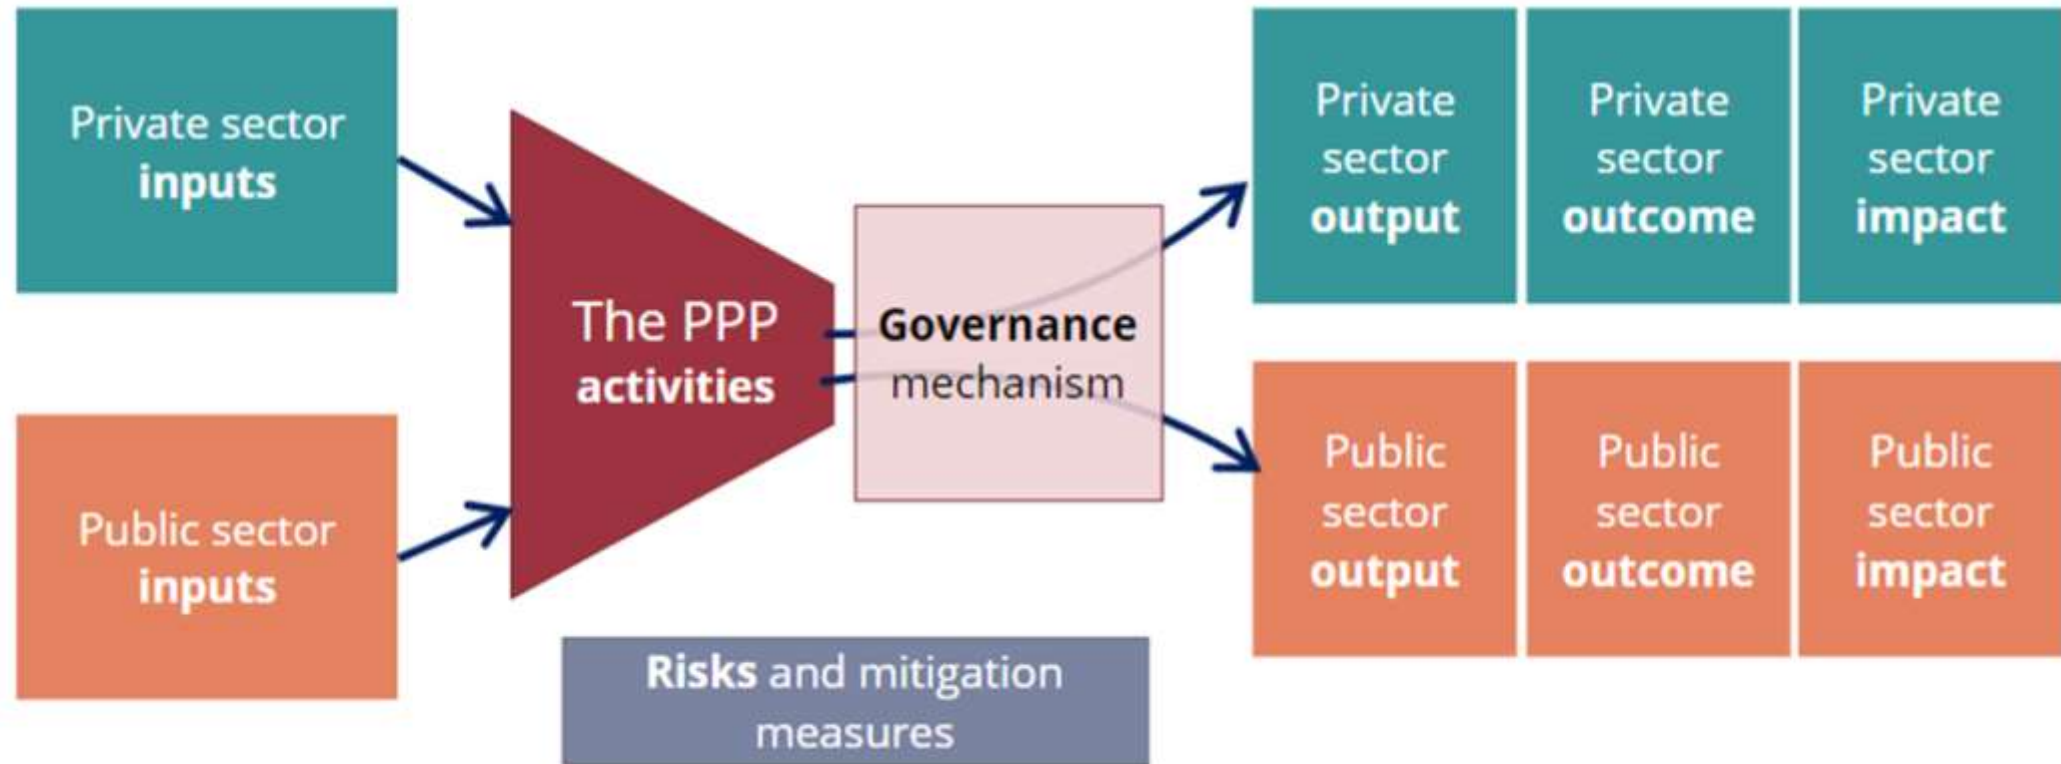 Private sector
inputs
Public sector
inputs
The PPP
activities
Governance
mechanism
Risks and mitigation
measures
Private
sector
output
Private
sector
outcome
Private
sector
impact
Public
sector
output
Public
sector
outcome
Public
sector
impact